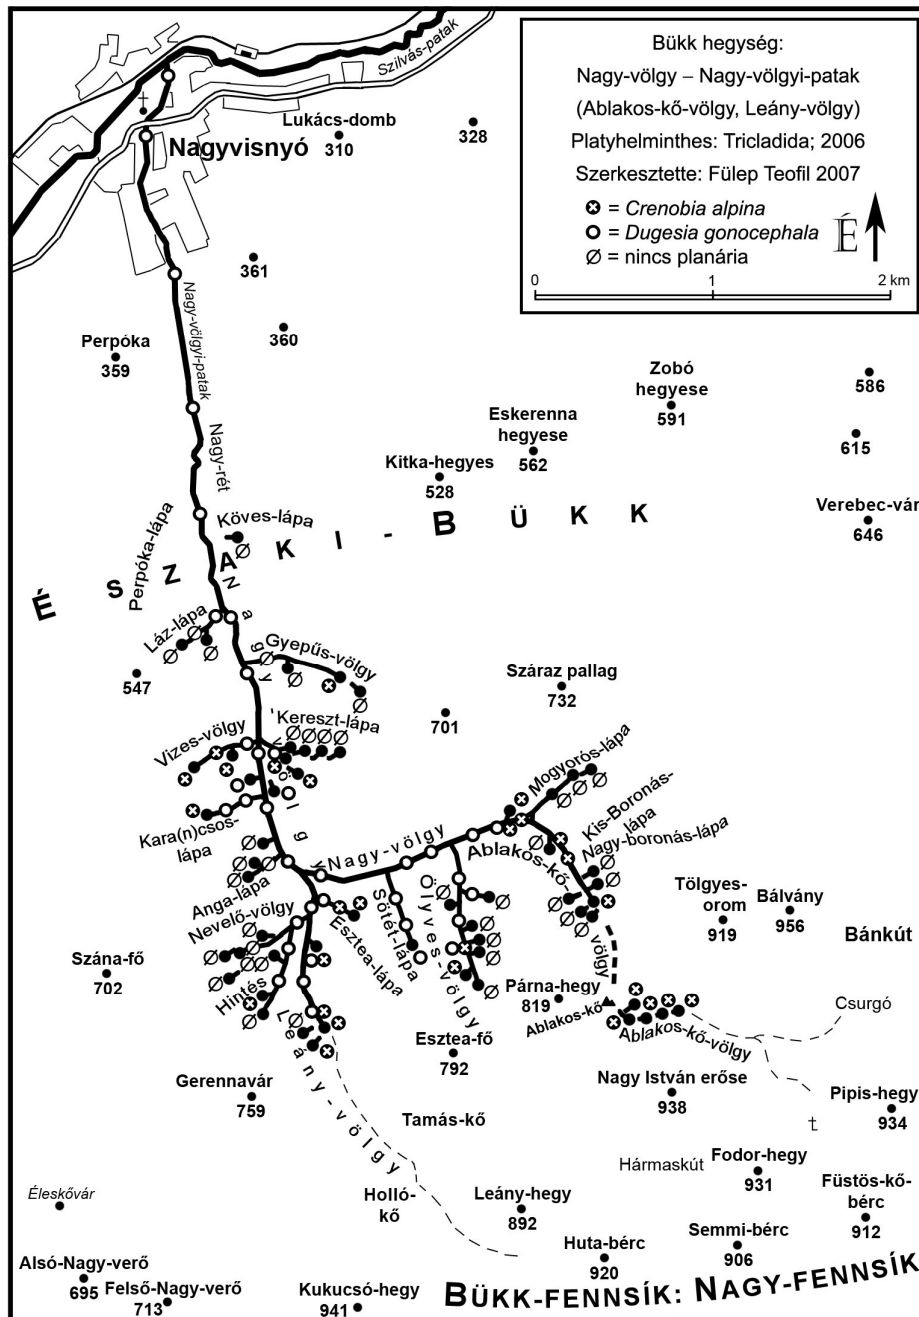 Bükk hegység:
Nagy-völgy – Nagy-völgyi-patak
(Ablakos-kő-völgy, Leány-völgy)
Platyhelminthes: Tricladida; 2006
Szerkesztette: Fülep Teofil 2007
= Crenobia alpina
= Dugesia gonocephala
∅ = nincs planária
É
0 1 2 km
Szilvás-patak
Lukács-domb
310
328
Nagyvisnyó
361
Nagy-völgyi-patak
360
Perpóka
359
Zobó
hegyese
591
586
Eskerenna
hegyese
562
615
Kitka-hegyes
528
Verebec-vár
646
Nagy-rét
ÉSZAKI-BÜKK
Köves-lápa
Perpóka-lápa
Láz-lápa
Nagy-völgy
Gyepűs-völgy
547
Száraz pallag
732
701
Kereszt-lápa
Vizes-völgy
Mogyorós-lápa
Kara(n)csos-
lápa
Kis-Boronás-
lápa
Nagy-boronás-lápa
Nagy-völgy
Ablakos-kő-
völgy
Anga-lápa
Nevelő-völgy
Sötét-lápa
Ölyves-völgy
Esztea-lápa
Hintés
Leány-völgy
Tölgyes-
orom
919
Bálvány
956
Bánkút
Szána-fő
702
Párna-hegy
819
Ablakos-kő
Csurgó
Ablakos-kő-völgy
Esztea-fő
792
Gerennavár
759
Nagy István erőse
938
Pipis-hegy
934
Tamás-kő
Hármaskút
Fodor-hegy
931
Éleskővár
Holló-
kő
Leány-hegy
892
Füstös-kő-
bérc
912
Semmi-bérc
906
Huta-bérc
920
Alsó-Nagy-verő
695
Felső-Nagy-verő
713
Kukucsó-hegy
941
BÜKK-FENNSÍK: NAGY-FENNSÍK